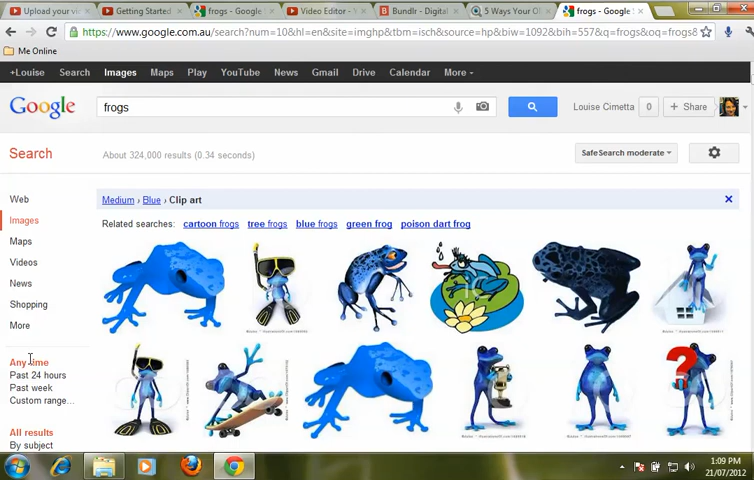 Upload your vi
Getting Started
frogs - Google S
Video Editor - Y
Bundlr - Digital
5 Ways Your Ol
frogs - Google S
https://www.google.com.au/search?num=10&hl=en&site=imghp&tbm=isch&source=hp&biw=1092&bih=557&q=frogs&oq=frogs&
Me Online
+Louise Search Images Maps Play YouTube News Gmail Drive Calendar More
Google
frogs
Louise Cimetta 0 + Share
Search
About 324,000 results (0.34 seconds)
SafeSearch moderate
Web
Medium › Blue › Clip art
Images
Related searches: cartoon frogs tree frogs blue frogs green frog poison dart frog
Maps
Videos
News
Shopping
More
Any time
Past 24 hours
Past week
Custom range...
All results
By subject
?
1:09 PM
21/07/2012